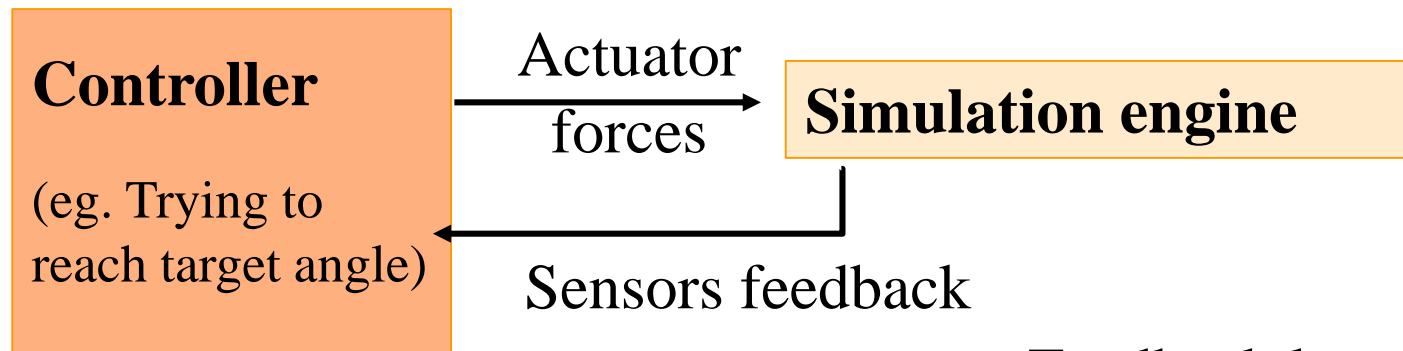 Controller
(eg. Trying to
reach target angle)
Actuator
forces
Simulation engine
Sensors feedback